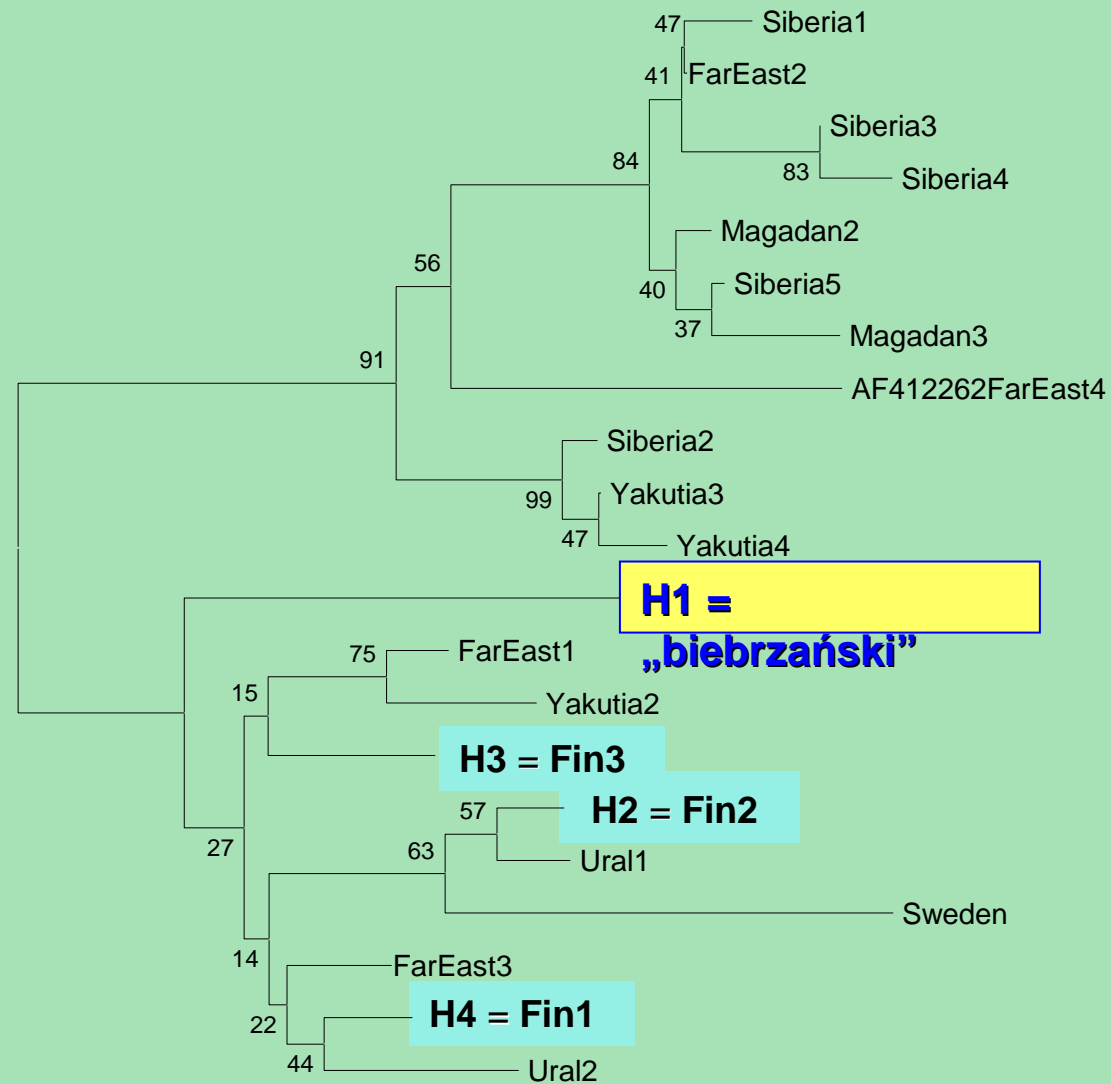 47
Siberia1
41
FarEast2
Siberia3
84
83
Siberia4
Magadan2
56
40
Siberia5
37
Magadan3
91
AF412262FarEast4
Siberia2
99
Yakutia3
47
Yakutia4
H1 =
„biebrzański”
75
FarEast1
15
Yakutia2
H3 = Fin3
57
H2 = Fin2
27
63
Ural1
Sweden
14
FarEast3
22
H4 = Fin1
44
Ural2